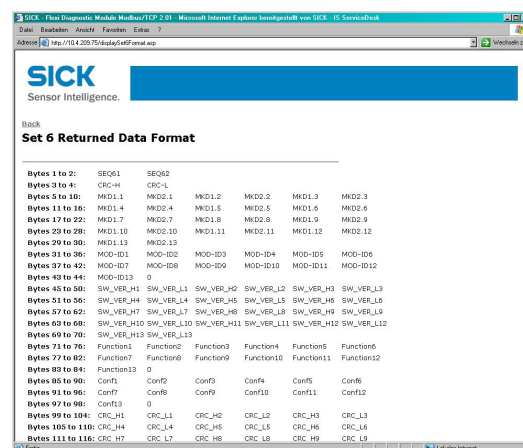 SICK - Flexi Diagnostic Module Modbus/TCP 2.01 - Microsoft Internet Explorer bereitgestellt von SICK - IS ServiceDesk
Datei Bearbeiten Ansicht Favoriten Extras ?
Adresse http://10.4.209.75/displaySet6Format.asp Wechseln z
SICK
Sensor Intelligence.
Back
Set 6 Returned Data Format
Bytes 1 to 2: SEQ61 SEQ62
Bytes 3 to 4: CRC-H CRC-L
Bytes 5 to 10: MKD1.1 MKD2.1 MKD1.2 MKD2.2 MKD1.3 MKD2.3
Bytes 11 to 16: MKD1.4 MKD2.4 MKD1.5 MKD2.5 MKD1.6 MKD2.6
Bytes 17 to 22: MKD1.7 MKD2.7 MKD1.8 MKD2.8 MKD1.9 MKD2.9
Bytes 23 to 28: MKD1.10 MKD2.10 MKD1.11 MKD2.11 MKD1.12 MKD2.12
Bytes 29 to 30: MKD1.13 MKD2.13
Bytes 31 to 36: MOD-ID1 MOD-ID2 MOD-ID3 MOD-ID4 MOD-ID5 MOD-ID6
Bytes 37 to 42: MOD-ID7 MOD-ID8 MOD-ID9 MOD-ID10 MOD-ID11 MOD-ID12
Bytes 43 to 44: MOD-ID13 0
Bytes 45 to 50: SW_VER_H1 SW_VER_L1 SW_VER_H2 SW_VER_L2 SW_VER_H3 SW_VER_L3
Bytes 51 to 56: SW_VER_H4 SW_VER_L4 SW_VER_H5 SW_VER_L5 SW_VER_H6 SW_VER_L6
Bytes 57 to 62: SW_VER_H7 SW_VER_L7 SW_VER_H8 SW_VER_L8 SW_VER_H9 SW_VER_L9
Bytes 63 to 68: SW_VER_H10 SW_VER_L10 SW_VER_H11 SW_VER_L11 SW_VER_H12 SW_VER_L12
Bytes 69 to 70: SW_VER_H13 SW_VER_L13
Bytes 71 to 76: Function1 Function2 Function3 Function4 Function5 Function6
Bytes 77 to 82: Function7 Function8 Function9 Function10 Function11 Function12
Bytes 83 to 84: Function13 0
Bytes 85 to 90: Conf1 Conf2 Conf3 Conf4 Conf5 Conf6
Bytes 91 to 96: Conf7 Conf8 Conf9 Conf10 Conf11 Conf12
Bytes 97 to 98: Conf13 0
Bytes 99 to 104: CRC_H1 CRC_L1 CRC_H2 CRC_L2 CRC_H3 CRC_L3
Bytes 105 to 110: CRC_H4 CRC_L4 CRC_H5 CRC_L5 CRC_H6 CRC_L6
Bytes 111 to 116: CRC_H7 CRC_L7 CRC_H8 CRC_L8 CRC_H9 CRC_L9